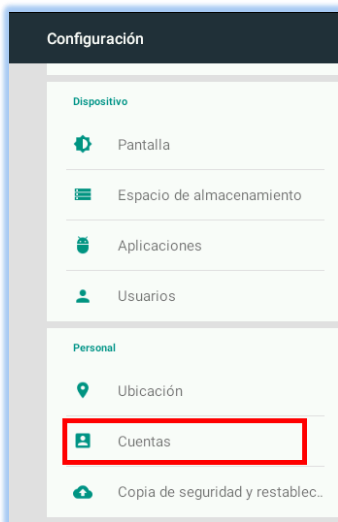 Configuración
Dispositivo
Pantalla
Espacio de almacenamiento
Aplicaciones
Usuarios
Personal
Ubicación
Cuentas
Copia de seguridad y restablec..